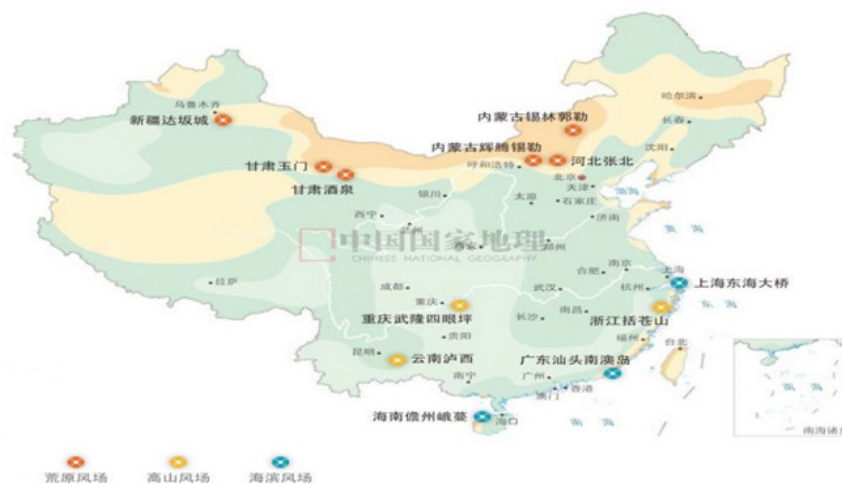 乌鲁木齐
新疆达坂城
哈尔滨
内蒙古锡林郭勒
长春
内蒙古辉腾锡勒
沈阳
甘肃玉门
呼和浩特
河北张北
甘肃酒泉
北京
天津
渤海
银川
太原
石家庄
济南
西宁
兰州
黄 海
中国国家地理
CHINESE NATIONAL GEOGRAPHY
西安
郑州
南京
合肥
上海
拉萨
成都
武汉
杭州
上海东海大桥
重庆
东 海
重庆武隆四眼坪
南昌
长沙
浙江括苍山
贵阳
福州
台北
昆明
云南泸西
广东汕头南澳岛
南宁
广州
香港
澳门
南 海
海南儋州峨蔓
海口
南 海
南海诸
荒原风场
高山风场
海滨风场